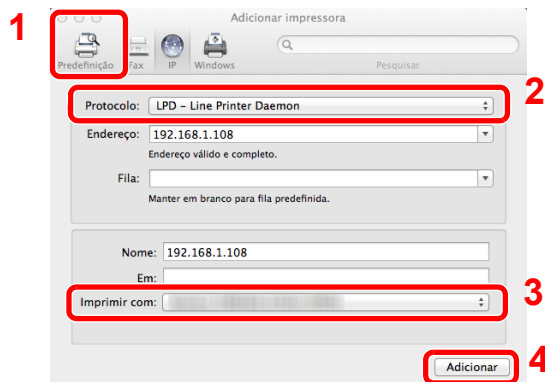 1
Adicionar impressora
Predefinição Fax IP Windows Pesquisar
2
Protocolo: LPD – Line Printer Daemon
Endereço: 192.168.1.108
Endereço válido e completo.
Fila:
Manter em branco para fila predefinida.
Nome: 192.168.1.108
Em:
3
Imprimir com:
Adicionar
4